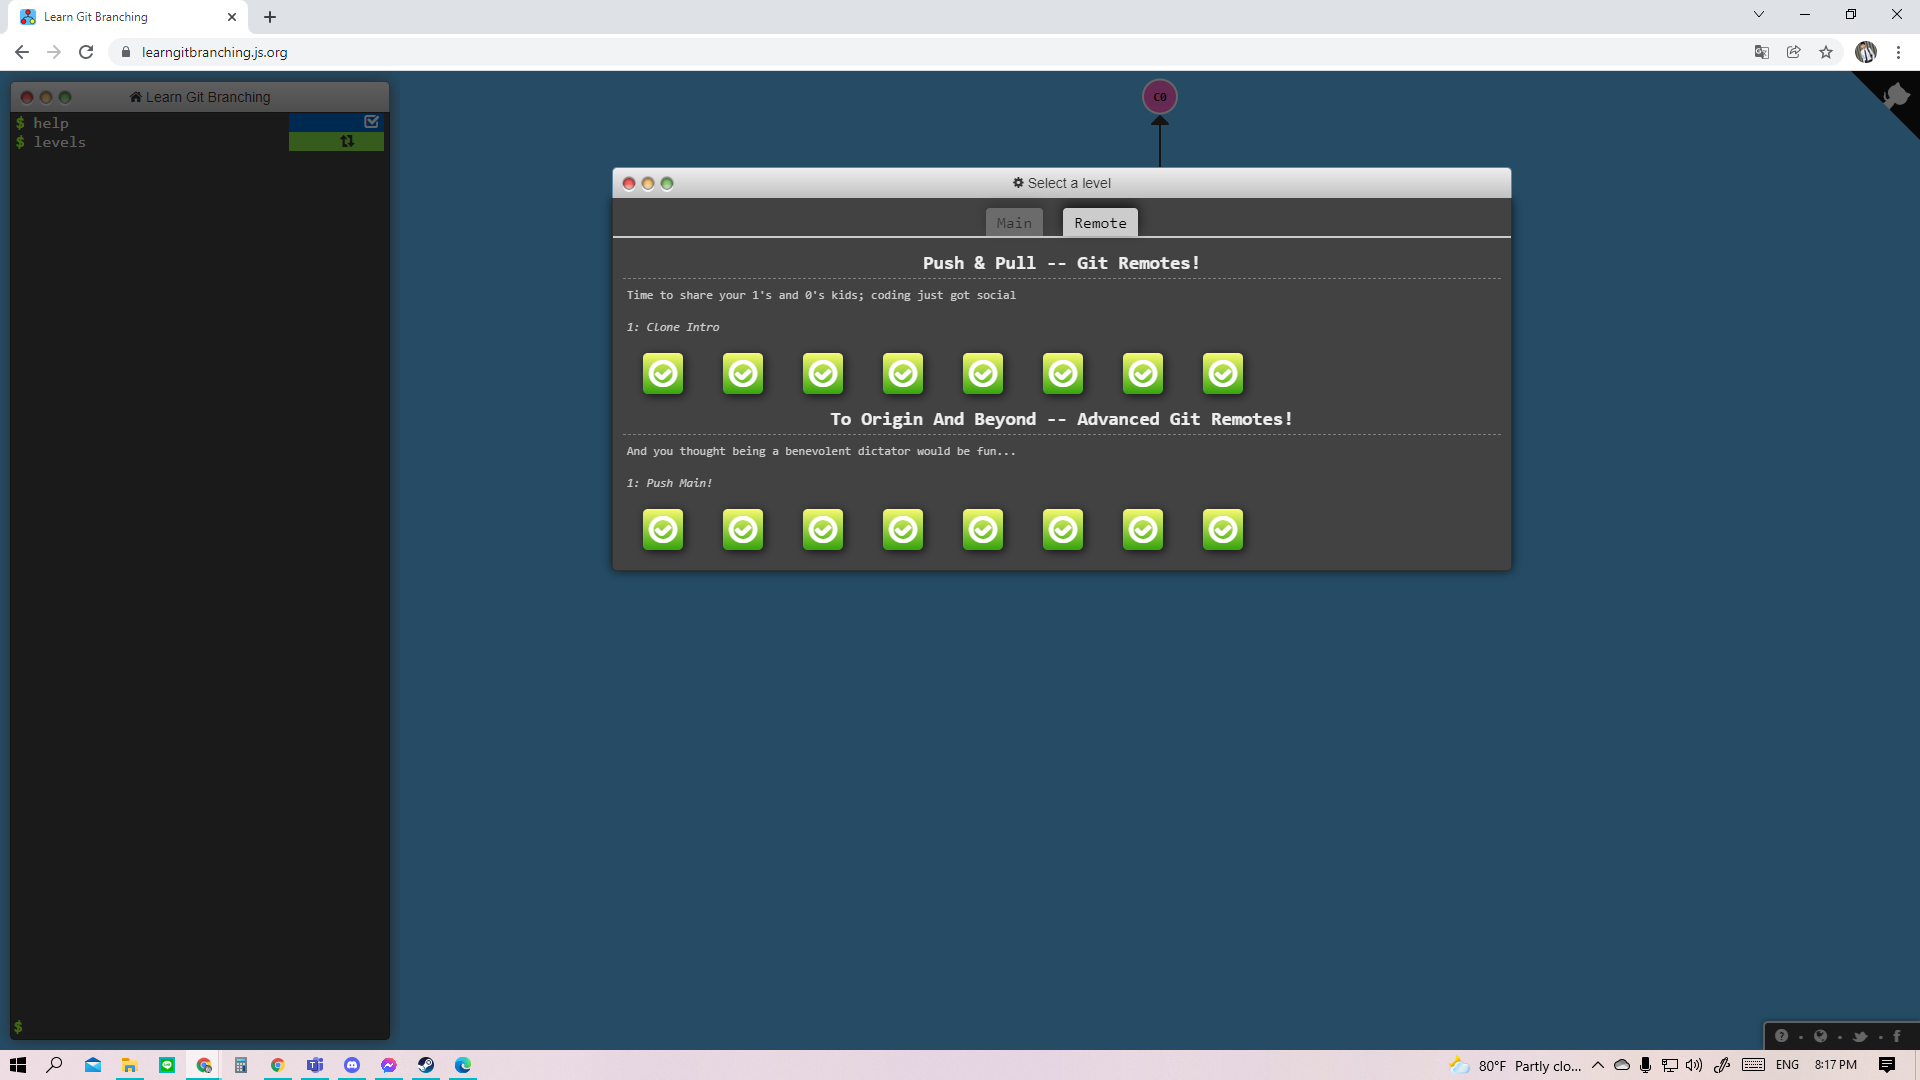 Learn Git Branching
learngitbranching.js.org
Learn Git Branching
$ help
$ levels
$
C0
Select a level
Main
Remote
Push & Pull -- Git Remotes!
Time to share your 1's and 0's kids; coding just got social
1: Clone Intro
To Origin And Beyond -- Advanced Git Remotes!
And you thought being a benevolent dictator would be fun...
1: Push Main!
80°F Partly clo...
ENG
8:17 PM